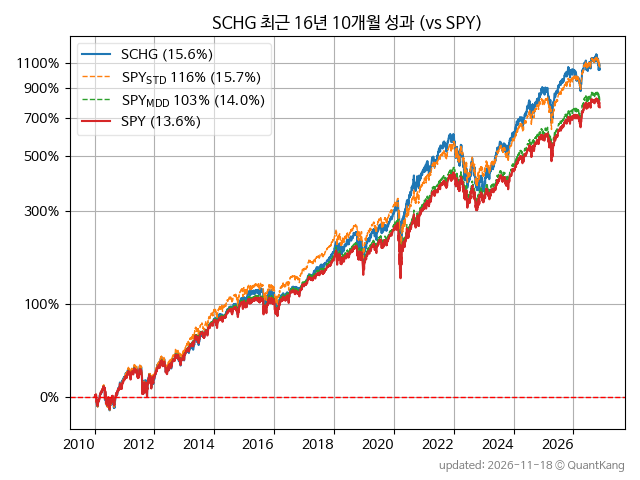 SCHG 최근 16년 10개월 성과 (vs SPY)
SCHG (15.6%)
SPY_STD 116% (15.7%)
SPY_MDD 103% (14.0%)
SPY (13.6%)
1100%
900%
700%
500%
300%
100%
0%
2010 2012 2014 2016 2018 2020 2022 2024 2026
updated: 2026-11-18 © QuantKang